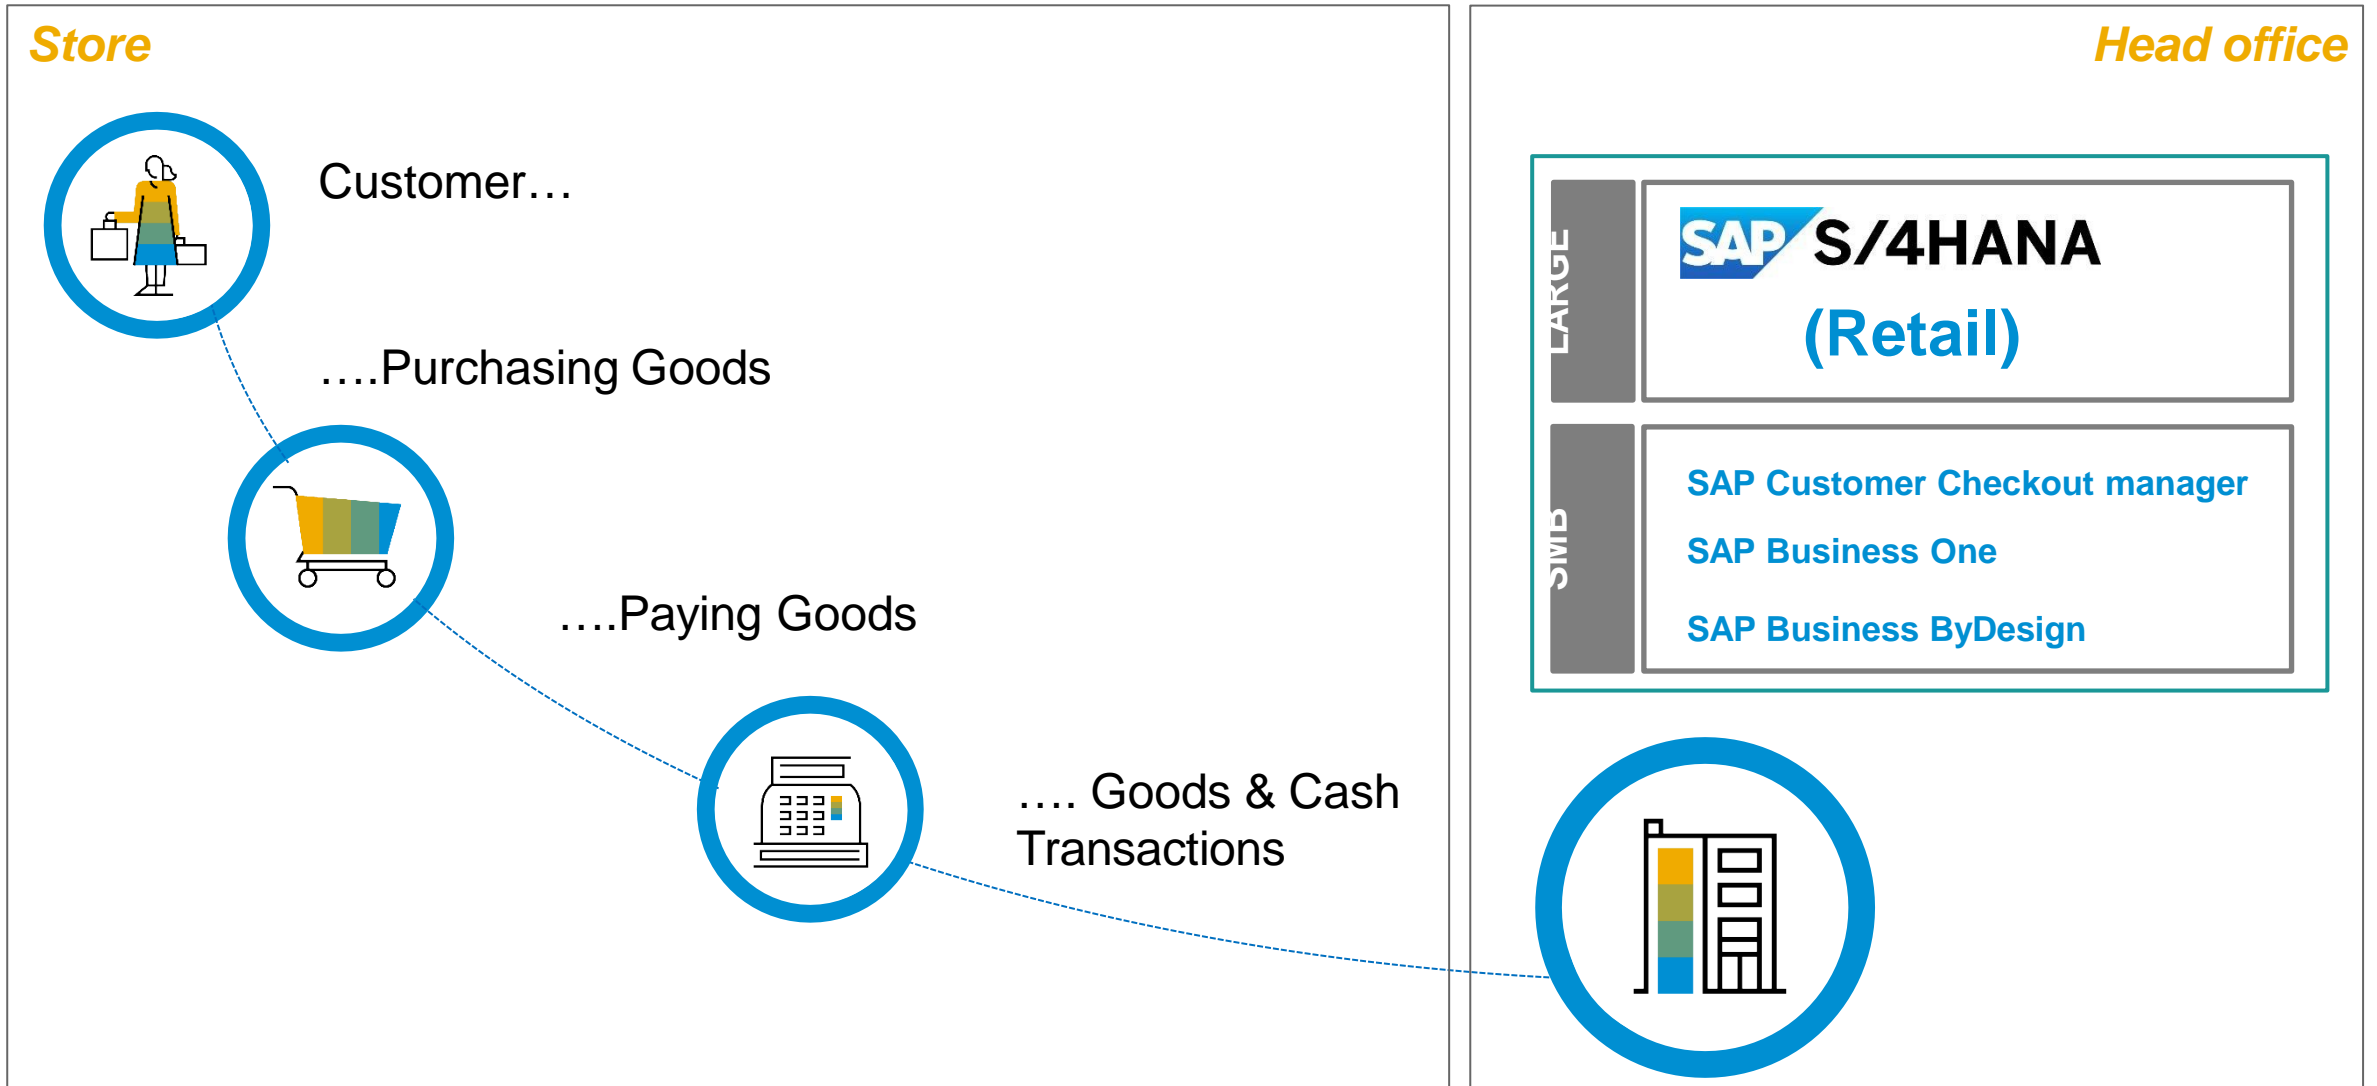 Store
Customer…
….Purchasing Goods
….Paying Goods
…. Goods & Cash
Transactions
Head office
LARGE
SAP S/4HANA
(Retail)
SMB
SAP Customer Checkout manager
SAP Business One
SAP Business ByDesign